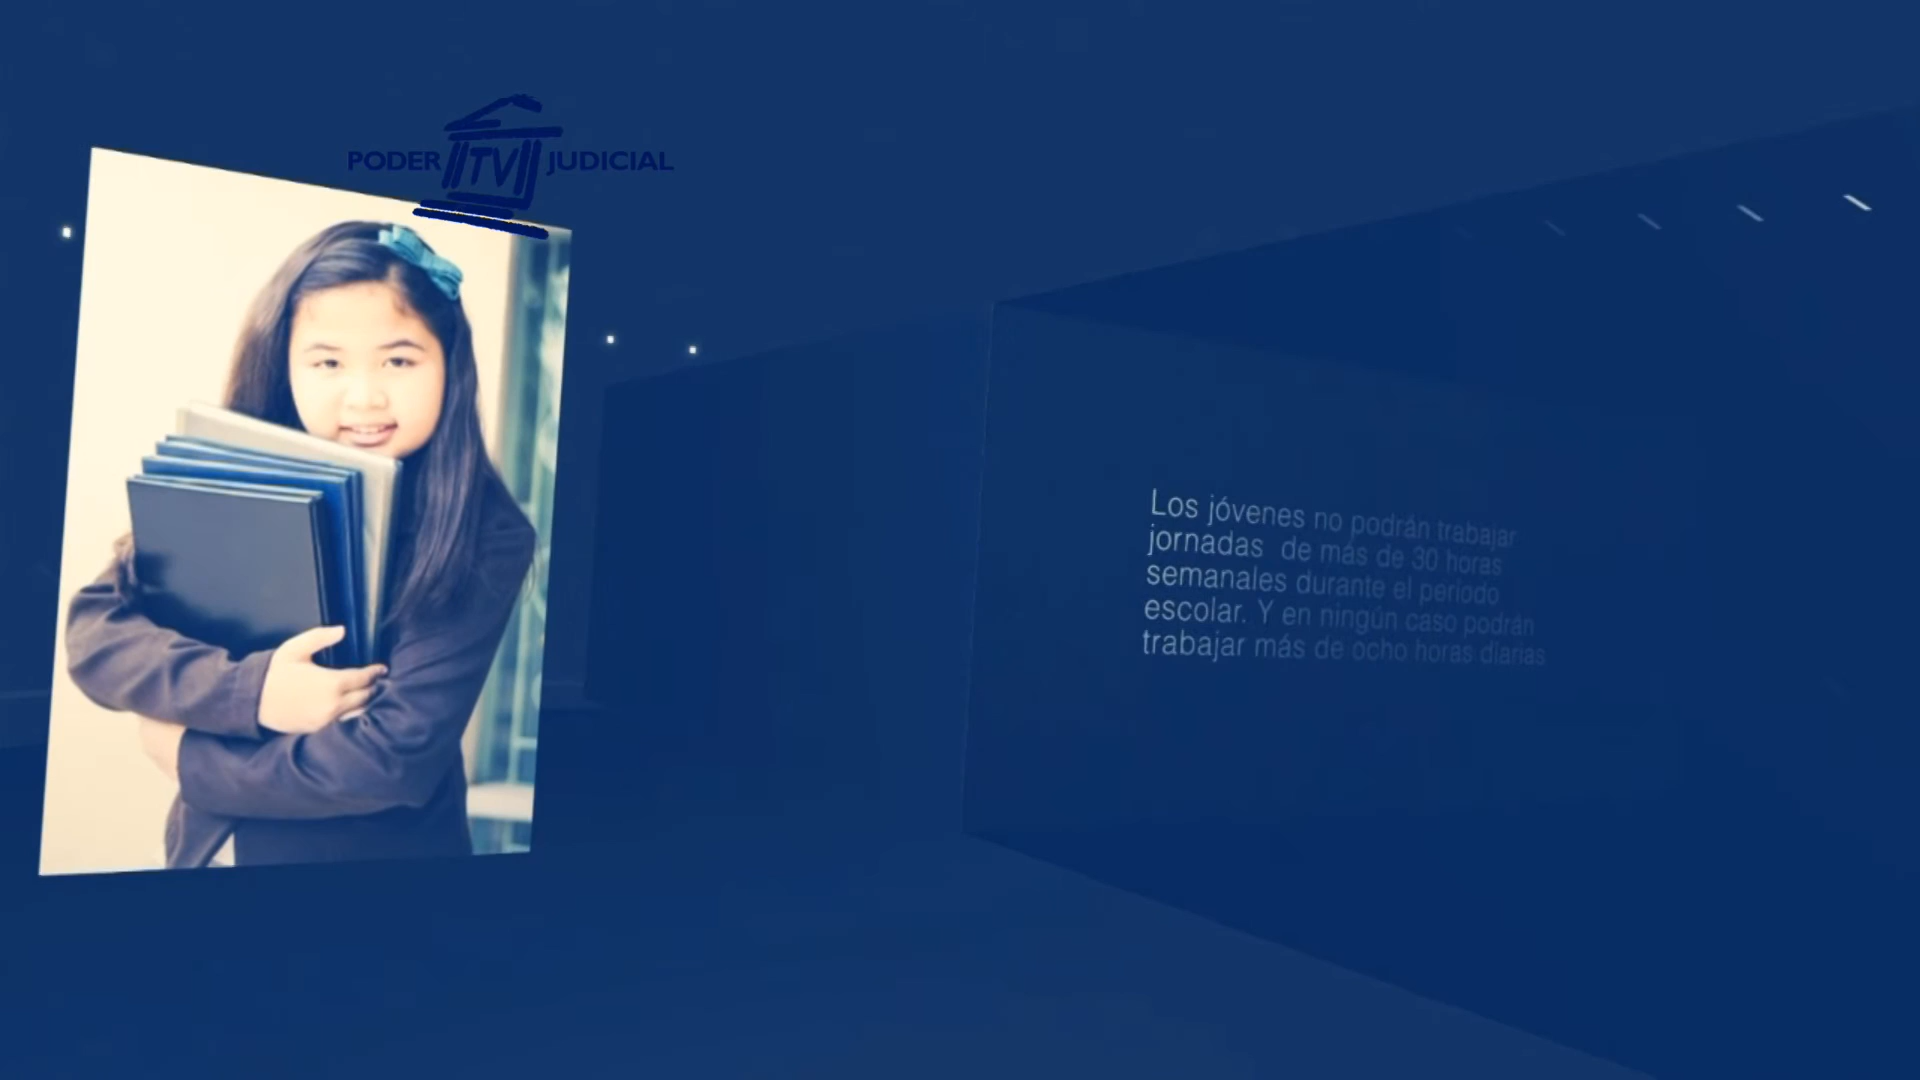 PODER TV JUDICIAL
Los jóvenes no podrán trabajar
jornadas de más de 30 horas
semanales durante el periodo
escolar. Y en ningún caso podrán
trabajar más de ocho horas diarias